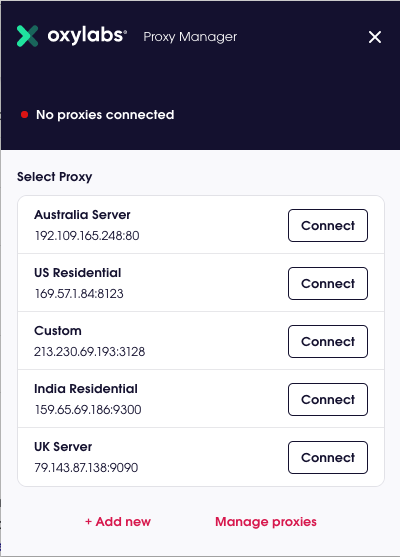 oxylabs® Proxy Manager
No proxies connected
Select Proxy
Australia Server
192.109.165.248:80
Connect
US Residential
169.57.1.84:8123
Connect
Custom
213.230.69.193:3128
Connect
India Residential
159.65.69.186:9300
Connect
UK Server
79.143.87.138:9090
Connect
+ Add new Manage proxies